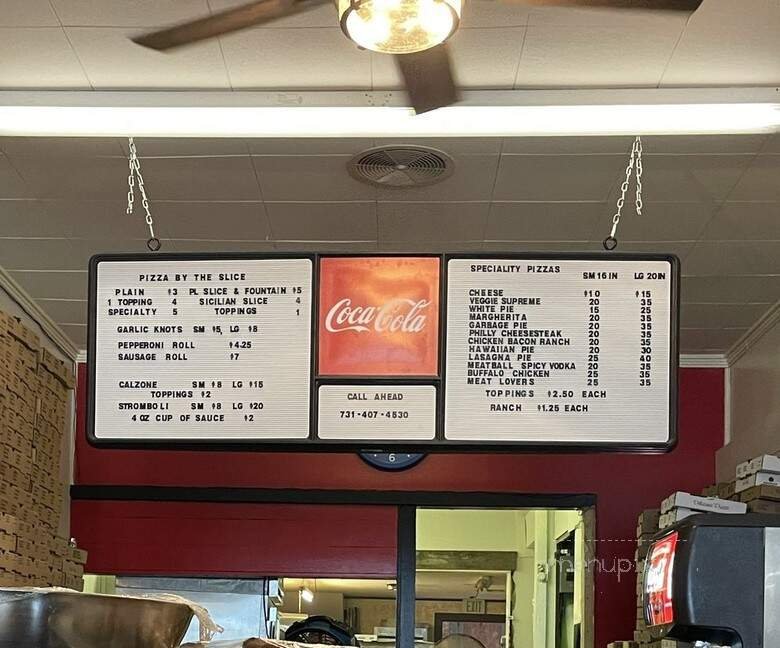 PIZZA BY THE SLICE
PLAIN $3 PL SLICE & FOUNTAIN $5
1 TOPPING 4 SICILIAN SLICE 4
SPECIALTY 5 TOPPINGS 1
GARLIC KNOTS SM $5, LG $8
PEPPERONI ROLL $4.25
SAUSAGE ROLL $7
CALZONE SM $8 LG $15
TOPPINGS $2
STROMBOLI SM $8 LG $20
4 OZ CUP OF SAUCE $2
Coca-Cola
CALL AHEAD
731-407-4530
SPECIALITY PIZZAS
SM 16 IN LG 20 IN
CHEESE $10 $15
VEGGIE SUPREME 20 35
WHITE PIE 15 25
MARGHERITA 20 35
GARBAGE PIE 20 35
PHILLY CHEESESTEAK 20 35
CHICKEN BACON RANCH 20 35
HAWAIIAN PIE 20 30
LASAGNA PIE 25 40
MEATBALL SPICY VODKA 20 35
BUFFALO CHICKEN 25 35
MEAT LOVERS 25 35
TOPPINGS $2.50 EACH
RANCH $1.25 EACH
6
EXIT
menupix